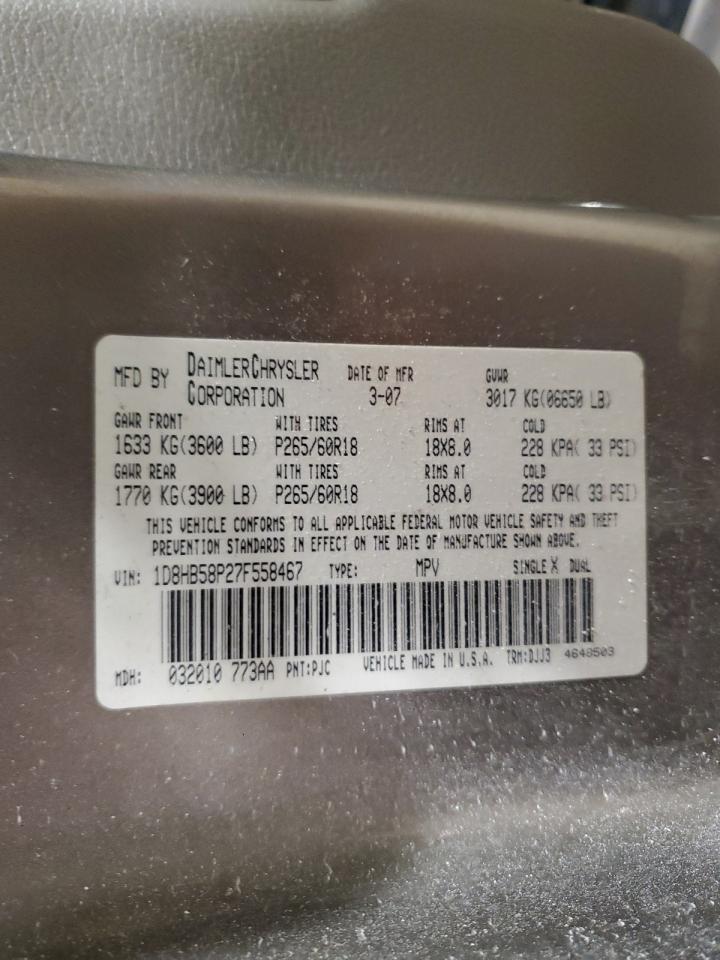 MFD BY DAIMLERCHRYSLER CORPORATION DATE OF MFR 3-07 GVWR 3017 KG(06650 LB)
GAWR FRONT WITH TIRES RIMS AT COLD
1633 KG(3600 LB) P265/60R18 18X8.0 228 KPA( 33 PSI)
GAWR REAR WITH TIRES RIMS AT COLD
1770 KG(3900 LB) P265/60R18 18X8.0 228 KPA( 33 PSI)
THIS VEHICLE CONFORMS TO ALL APPLICABLE FEDERAL MOTOR VEHICLE SAFETY AND THEFT
PREVENTION STANDARDS IN EFFECT ON THE DATE OF MANUFACTURE SHOWN ABOVE.
VIN: 1D8HB58P27F558467 TYPE: MPV SINGLE X DUAL
MDH: 032010 773AA PNT:PJC VEHICLE MADE IN U.S.A. TRM:DJJ3 4648503